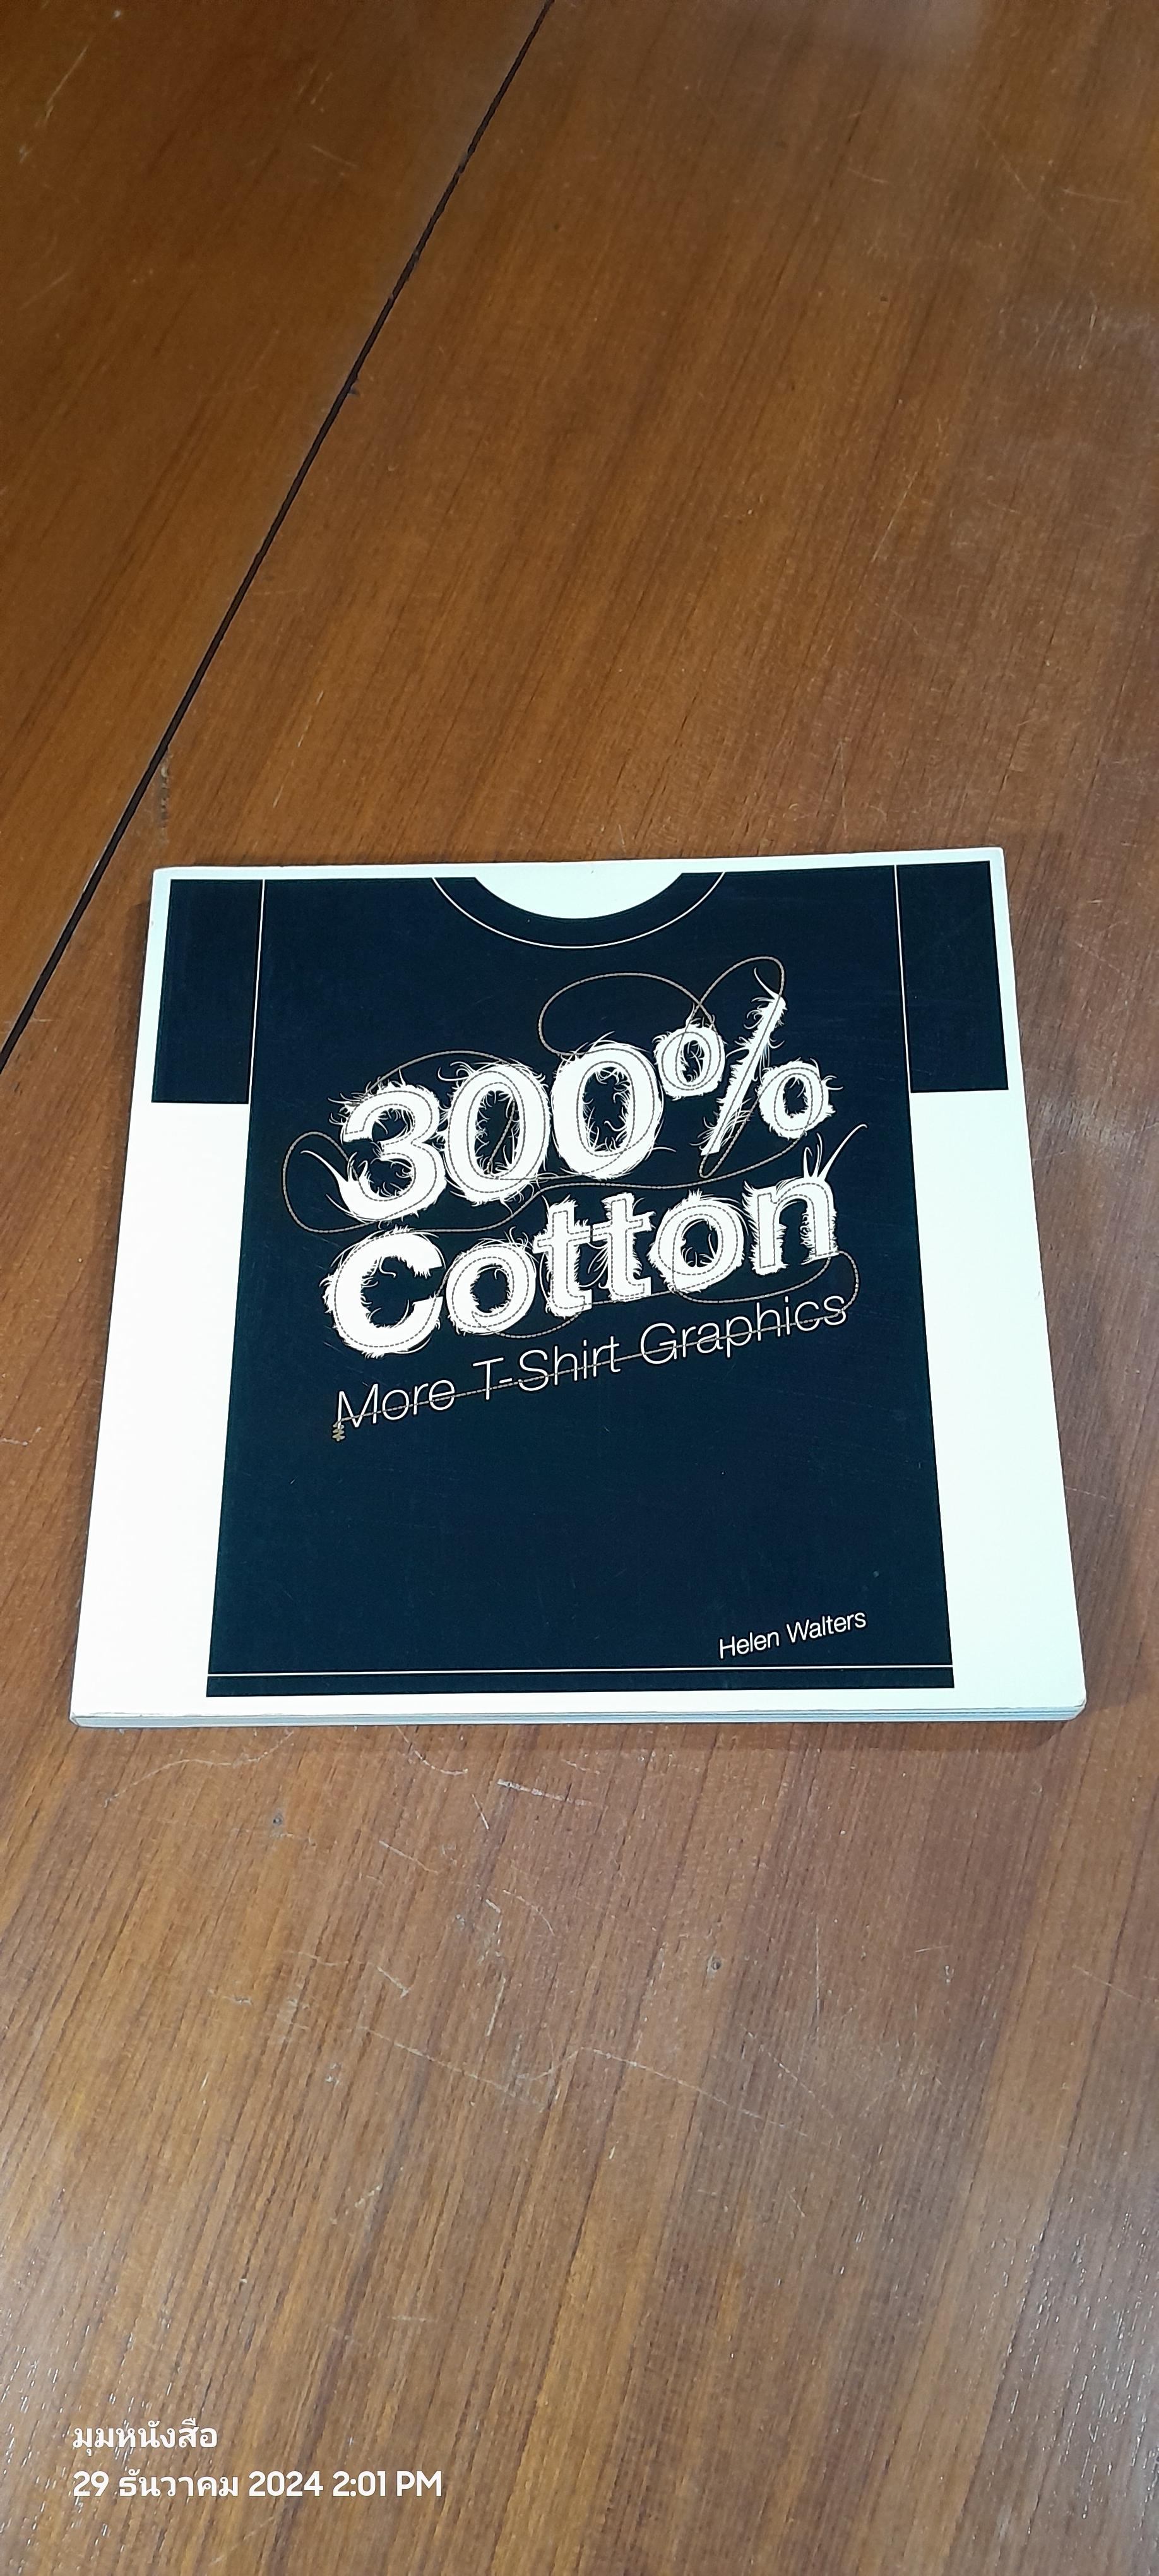 300%
Cotton
More T-Shirt Graphics
Helen Walters
มุมหนังสือ
29 ธันวาคม 2024 2:01 PM